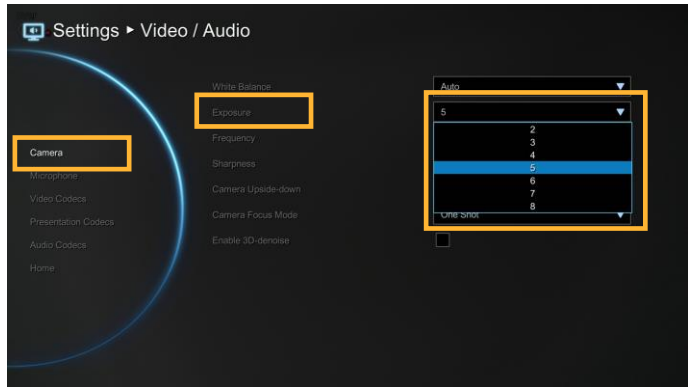 Settings ▸ Video / Audio
White Balance
Auto
Exposure
5
Frequency
2
3
Camera
4
Sharpness
5
Microphone
6
Camera Upside-down
7
Video Codecs
8
Presentation Codecs
Camera Focus Mode
One Shot
Audio Codecs
Enable 3D-denoise
Home